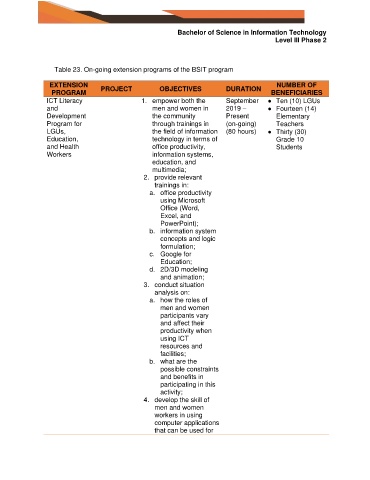 Bachelor of Science in Information Technology
Level III Phase 2
Table 23. On-going extension programs of the BSIT program
EXTENSION PROGRAM
PROJECT
OBJECTIVES
DURATION
NUMBER OF BENEFICIARIES
ICT Literacy
and
Development
Program for
LGUs,
Education,
and Health
Workers
1. empower both the
men and women in
the community
through trainings in
the field of information
technology in terms of
office productivity,
information systems,
education, and
multimedia;
2. provide relevant
trainings in:
a. office productivity
using Microsoft
Office (Word,
Excel, and
PowerPoint);
b. information system
concepts and logic
formulation;
c. Google for
Education;
d. 2D/3D modeling
and animation;
3. conduct situation
analysis on:
a. how the roles of
men and women
participants vary
and affect their
productivity when
using ICT
resources and
facilities;
b. what are the
possible constraints
and benefits in
participating in this
activity;
4. develop the skill of
men and women
workers in using
computer applications
that can be used for
September
2019 –
Present
(on-going)
(80 hours)
• Ten (10) LGUs
• Fourteen (14)
Elementary
Teachers
• Thirty (30)
Grade 10
Students